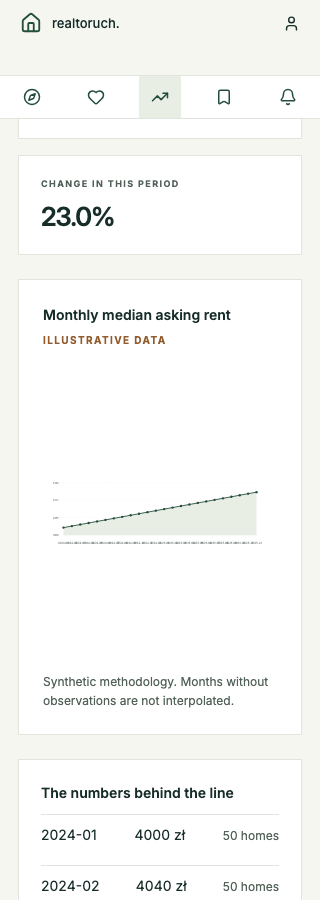 realtoruch.
CHANGE IN THIS PERIOD
23.0%
Monthly median asking rent
ILLUSTRATIVE DATA
Synthetic methodology. Months without
observations are not interpolated.
The numbers behind the line
2024-01 4000 zł 50 homes
2024-02 4040 zł 50 homes